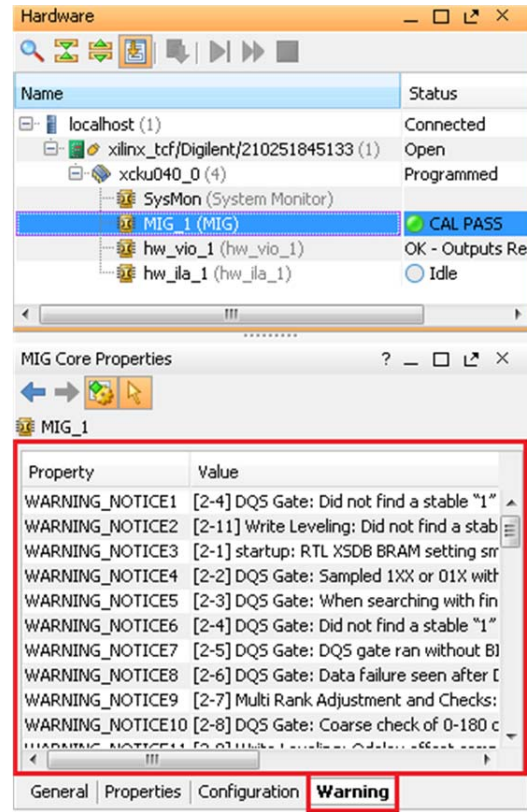 Hardware
Name Status
localhost (1) Connected
xilinx_tcf/Digilent/210251845133 (1) Open
xcku040_0 (4) Programmed
SysMon (System Monitor)
MIG_1 (MIG) CAL PASS
hw_vio_1 (hw_vio_1) OK - Outputs Re
hw_ila_1 (hw_ila_1) Idle
MIG Core Properties ?
MIG_1
Property Value
WARNING_NOTICE1 [2-4] DQS Gate: Did not find a stable "1"
WARNING_NOTICE2 [2-11] Write Leveling: Did not find a stab
WARNING_NOTICE3 [2-1] startup: RTL XSDB BRAM setting sm
WARNING_NOTICE4 [2-2] DQS Gate: Sampled 1XX or 01X with
WARNING_NOTICE5 [2-3] DQS Gate: When searching with fin
WARNING_NOTICE6 [2-4] DQS Gate: Did not find a stable "1"
WARNING_NOTICE7 [2-5] DQS Gate: DQS gate ran without BI
WARNING_NOTICE8 [2-6] DQS Gate: Data failure seen after D
WARNING_NOTICE9 [2-7] Multi Rank Adjustment and Checks:
WARNING_NOTICE10 [2-8] DQS Gate: Coarse check of 0-180 c
General Properties Configuration Warning